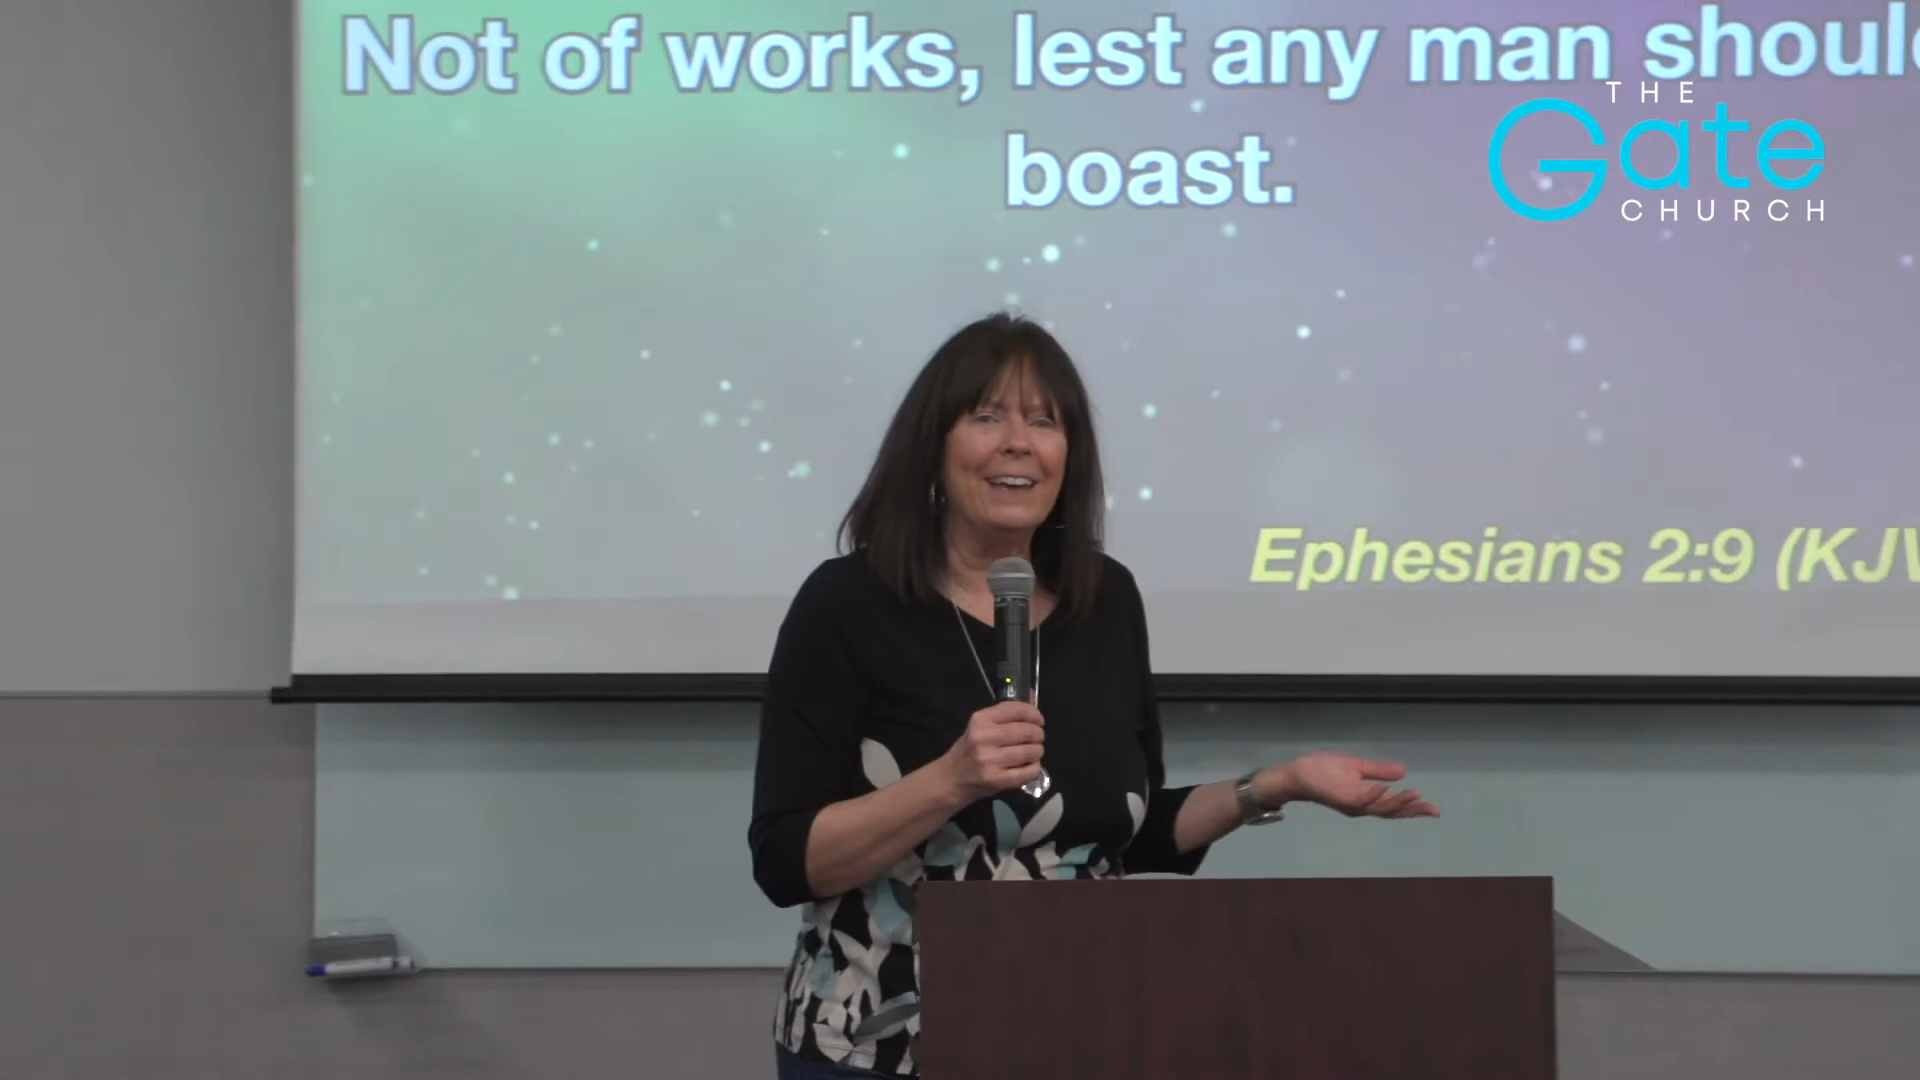 Not of works, lest any man shoul
boast.
THE
Gate
CHURCH
Ephesians 2:9 (KJV